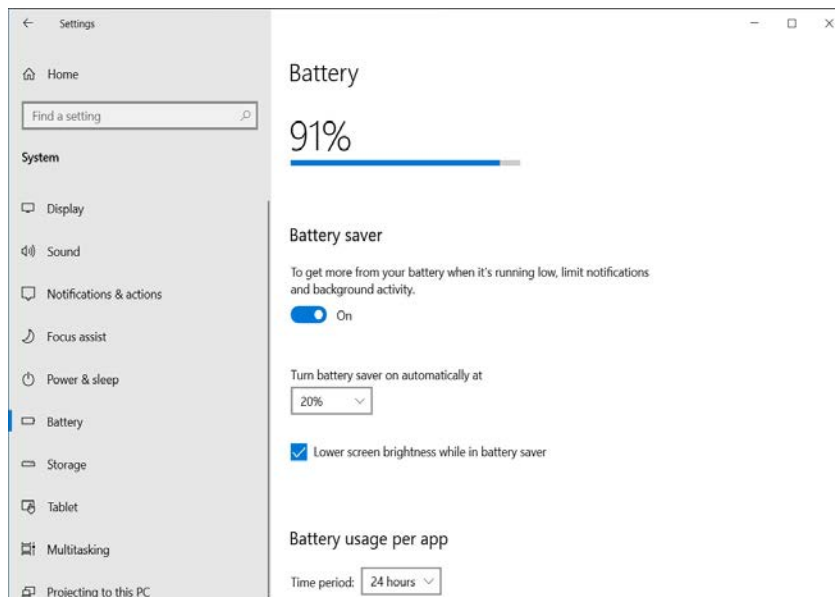 Settings
Home
Find a setting
System
Display
Sound
Notifications & actions
Focus assist
Power & sleep
Battery
Storage
Tablet
Multitasking
Projecting to this PC
Battery
91%
Battery saver
To get more from your battery when it's running low, limit notifications
and background activity.
On
Turn battery saver on automatically at
20%
Lower screen brightness while in battery saver
Battery usage per app
Time period: 24 hours